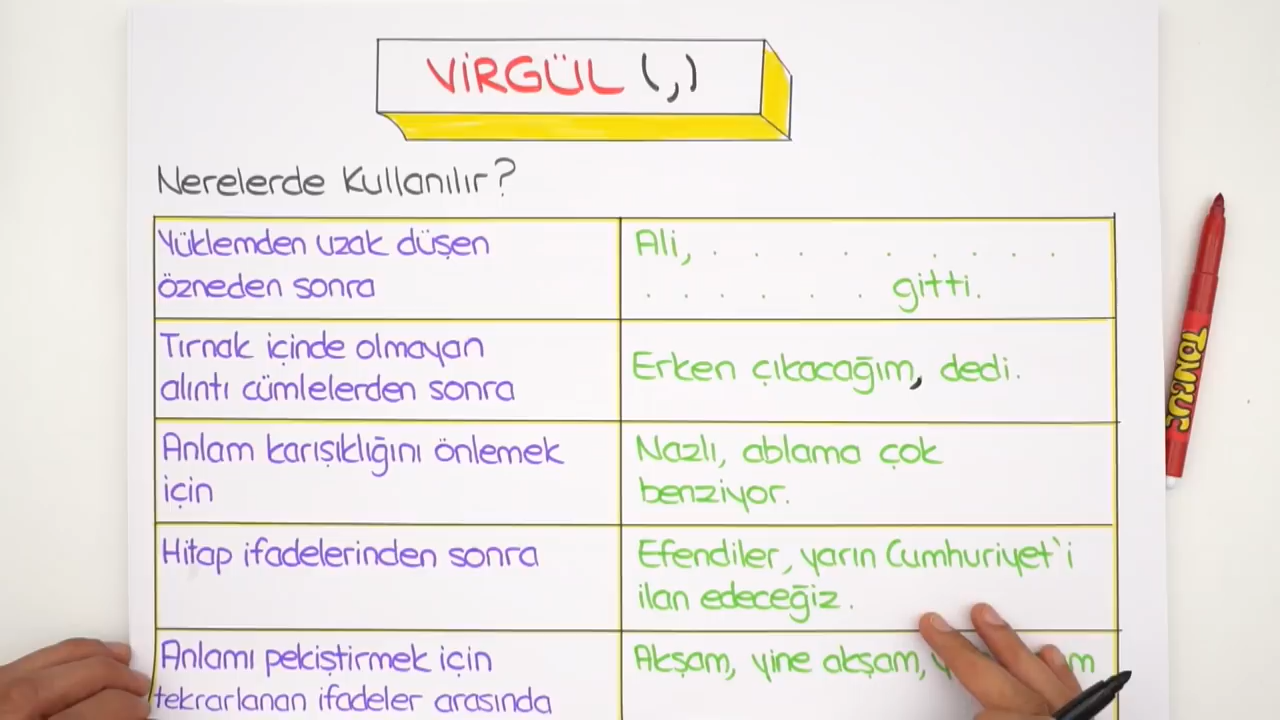 VİRGÜL (,)
Nerelerde Kullanılır?
Yüklemden uzak düşen
özneden sonra
Ali, . . . . . . . . .
. . . . . gitti.
Tırnak içinde olmayan
alıntı cümlelerden sonra
Erken çıkacağım, dedi.
Anlam karışıklığını önlemek
için
Nazlı, ablama çok
benziyor.
Hitap ifadelerinden sonra
Efendiler, yarın Cumhuriyet'i
ilan edeceğiz.
Anlamı pekiştirmek için
tekrarlanan ifadeler arasında
Akşam, yine akşam,
TONGUÇ